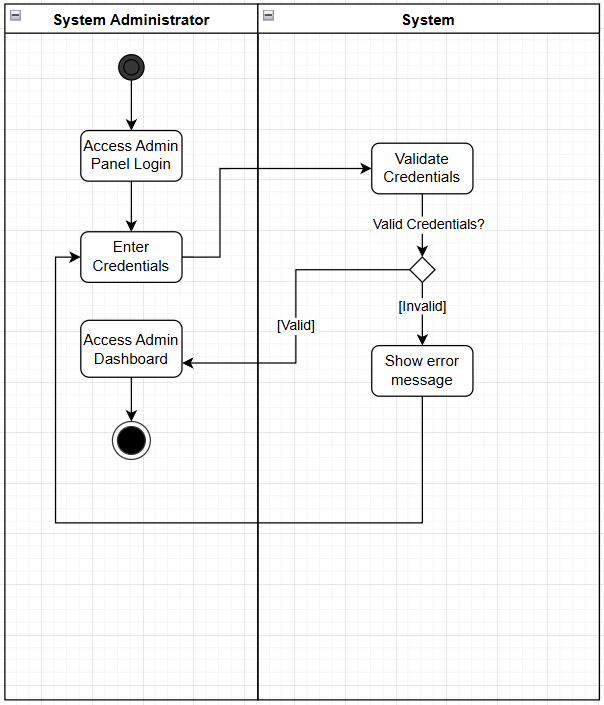 System Administrator
System
Access Admin
Panel Login
Enter
Credentials
Validate
Credentials
Valid Credentials?
[Valid]
[Invalid]
Access Admin
Dashboard
Show error
message